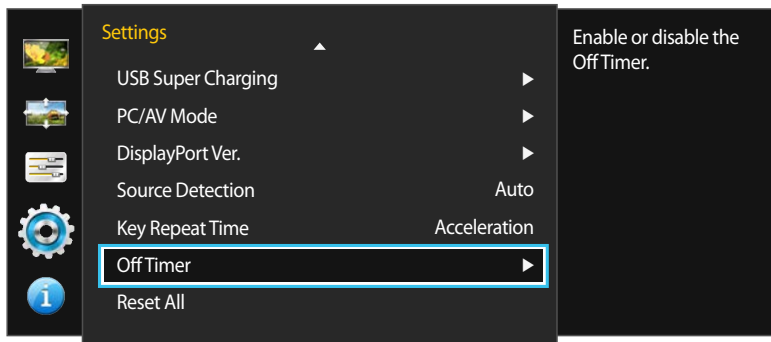 Settings
Enable or disable the
Off Timer.
USB Super Charging
PC/AV Mode
DisplayPort Ver.
Source Detection Auto
Key Repeat Time Acceleration
Off Timer
Reset All
i